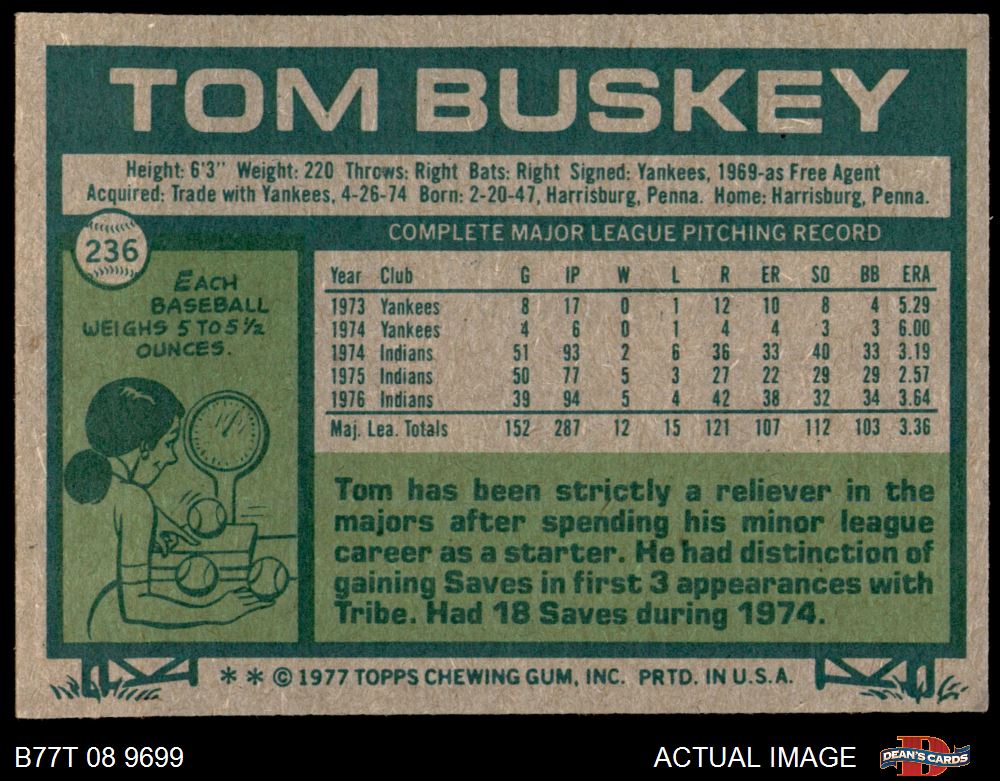 TOM BUSKEY
Height: 6'3" Weight: 220 Throws: Right Bats: Right Signed: Yankees, 1969-as Free Agent
Acquired: Trade with Yankees, 4-26-74 Born: 2-20-47, Harrisburg, Penna. Home: Harrisburg, Penna.
236
EACH
BASEBALL
WEIGHS 5 TO 5 1/2
OUNCES.
COMPLETE MAJOR LEAGUE PITCHING RECORD
Year Club G IP W L R ER SO BB ERA
1973 Yankees 8 17 0 1 12 10 8 4 5.29
1974 Yankees 4 6 0 1 4 4 3 3 6.00
1974 Indians 51 93 2 6 36 33 40 33 3.19
1975 Indians 50 77 5 3 27 22 29 29 2.57
1976 Indians 39 94 5 4 42 38 32 34 3.64
Maj. Lea. Totals 152 287 12 15 121 107 112 103 3.36
Tom has been strictly a reliever in the
majors after spending his minor league
career as a starter. He had distinction of
gaining Saves in first 3 appearances with
Tribe. Had 18 Saves during 1974.
* * © 1977 TOPPS CHEWING GUM, INC. PRTD. IN U.S.A.
B77T 08 9699
ACTUAL IMAGE
DEAN'S CARDS